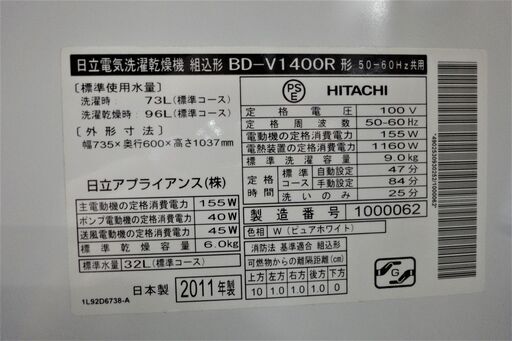 日立電気洗濯乾燥機 組込形 BD-V1400R 形 50-60Hz共用
[標準使用水量]
洗濯時: 73L(標準コース)
洗濯乾燥時: 96L(標準コース)
[外形寸法]
幅735×奥行600×高さ1037mm
日立アプライアンス(株)
主電動機の定格消費電力 155W
ポンプ電動機の定格消費電力 40W
送風電動機の定格消費電力 45W
標準乾燥容量 6.0kg
標準水量 32L(標準コース)
日本製 2011年製
1L92D6738-A
PSE HITACHI
定格電圧 100V
定格周波数 50-60Hz
電動機の定格消費電力 155W
電熱装置の定格消費電力 1160W
標準洗濯容量 9.0kg
定格時間 標準コース 自動設定 47分
手動設定 84分
洗いのみ 25分
製造番号 1000062
色相 W(ピュアホワイト)
消防法 基準適合 組込形
可燃物からの離隔距離(cm)
上方 左方 右方 前方 後方 下方
10 1.0 1.0 0 1.0 0
G